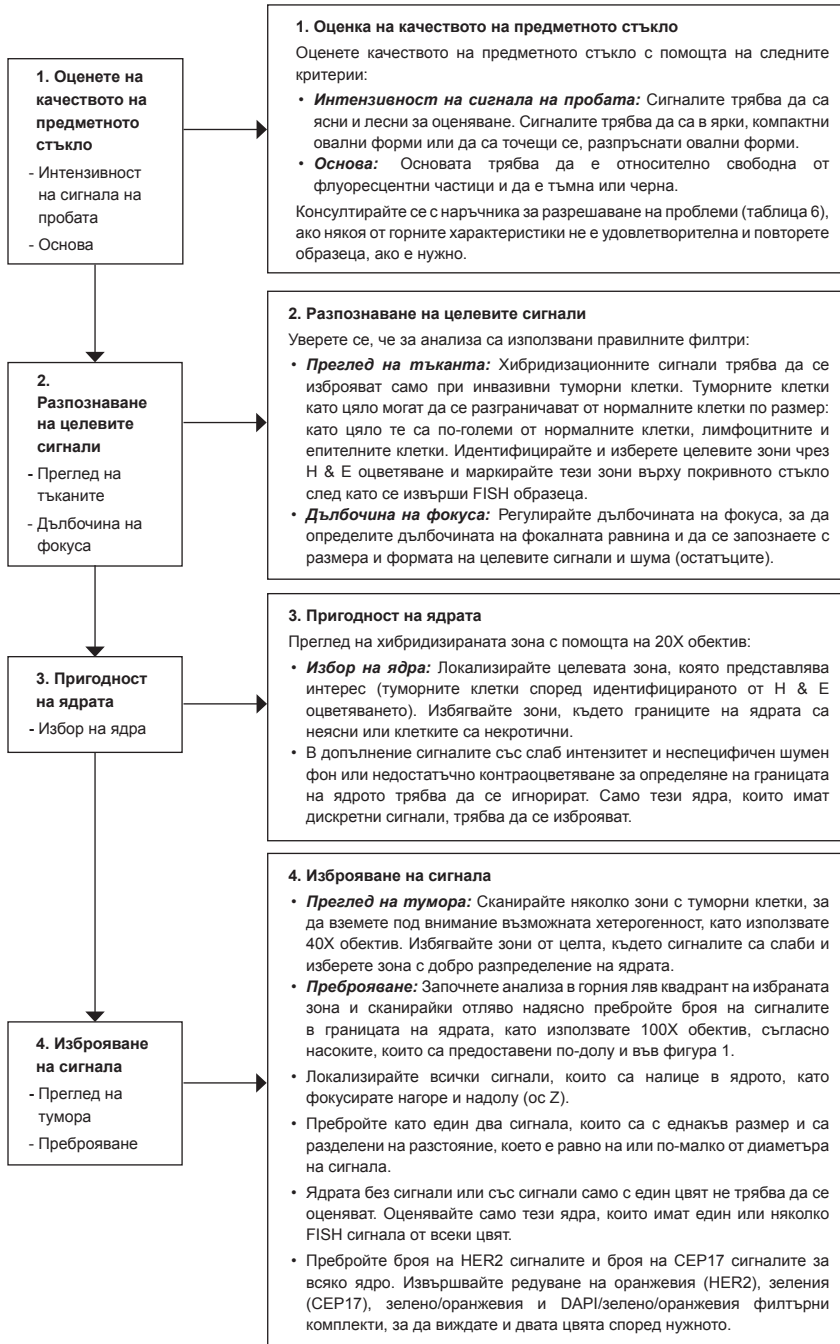 1. Оценете на
качеството на
предметното
стъкло
- Интензивност
на сигнала на
пробата
- Основа
1. Оценка на качеството на предметното стъкло
Оценете качеството на предметното стъкло с помощта на следните
критерии:
• Интензивност на сигнала на пробата: Сигналите трябва да са
ясни и лесни за оценяване. Сигналите трябва да са в ярки, компактни
овални форми или да са точещи се, разпръснати овални форми.
• Основа: Основата трябва да е относително свободна от
флуоресцентни частици и да е тъмна или черна.
Консултирайте се с наръчника за разрешаване на проблеми (таблица 6),
ако някоя от горните характеристики не е удовлетворителна и повторете
образеца, ако е нужно.
2.
Разпознаване
на целевите
сигнали
- Преглед на
тъканите
- Дълбочина на
фокуса
2. Разпознаване на целевите сигнали
Уверете се, че за анализа са използвани правилните филтри:
• Преглед на тъканта: Хибридизационните сигнали трябва да се
изброяват само при инвазивни туморни клетки. Туморните клетки
като цяло могат да се разграничават от нормалните клетки по размер:
като цяло те са по-големи от нормалните клетки, лимфоцитните и
епителните клетки. Идентифицирайте и изберете целевите зони чрез
H & E оцветяване и маркирайте тези зони върху покривното стъкло
след като се извърши FISH образеца.
• Дълбочина на фокуса: Регулирайте дълбочината на фокуса, за да
определите дълбочината на фокалната равнина и да се запознаете с
размера и формата на целевите сигнали и шума (остатъците).
3. Пригодност
на ядрата
- Избор на ядра
3. Пригодност на ядрата
Преглед на хибридизираната зона с помощта на 20X обектив:
• Избор на ядра: Локализирайте целевата зона, която представлява
интерес (туморните клетки според идентифицираното от H & E
оцветяването). Избягвайте зони, където границите на ядрата са
неясни или клетките са некротични.
• В допълнение сигналите със слаб интензитет и неспецифичен шумен
фон или недостатъчно контраоцветяване за определяне на границата
на ядрото трябва да се игнорират. Само тези ядра, които имат
дискретни сигнали, трябва да се изброяват.
4. Изброяване
на сигнала
- Преглед на
тумора
- Преброяване
4. Изброяване на сигнала
• Преглед на тумора: Сканирайте няколко зони с туморни клетки, за
да вземете под внимание възможната хетерогенност, като използвате
40X обектив. Избягвайте зони от целта, където сигналите са слаби и
изберете зона с добро разпределение на ядрата.
• Преброяване: Започнете анализа в горния ляв квадрант на избраната
зона и сканирайки отляво надясно пребройте броя на сигналите
в границата на ядрата, като използвате 100X обектив, съгласно
насоките, които са предоставени по-долу и във фигура 1.
• Локализирайте всички сигнали, които са налице в ядрото, като
фокусирате нагоре и надолу (ос Z).
• Пребройте като един два сигнала, които са с еднакъв размер и са
разделени на разстояние, което е равно на или по-малко от диаметъра
на сигнала.
• Ядрата без сигнали или със сигнали само с един цвят не трябва да се
оценяват. Оценявайте само тези ядра, които имат един или няколко
FISH сигнала от всеки цвят.
• Пребройте броя на HER2 сигналите и броя на CEP17 сигналите за
всяко ядро. Извършвайте редуване на оранжевия (HER2), зеления
(CEP17), зелено/оранжевия и DAPI/зелено/оранжевия филтърни
комплекти, за да виждате и двата цвята според нужното.